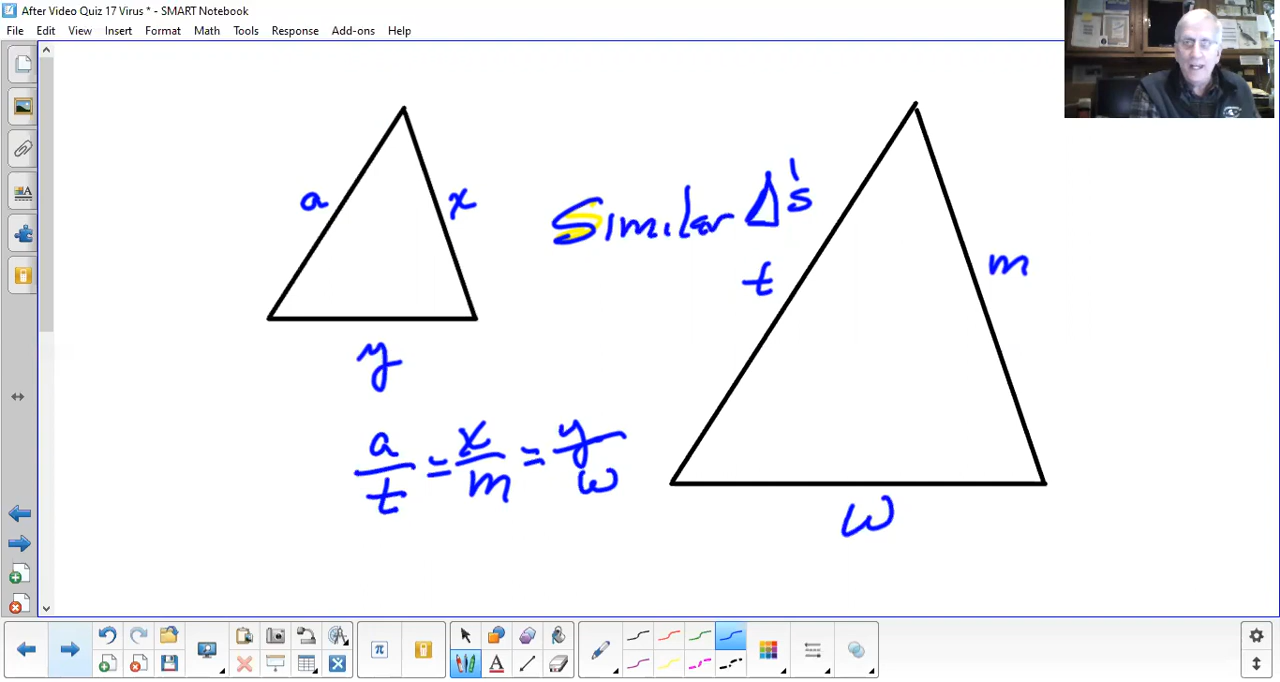 After Video Quiz 17 Virus * - SMART Notebook
File Edit View Insert Format Math Tools Response Add-ons Help
a
x
Similar Δ's
t
m
y
a/t = x/m = y/w
w
π
A